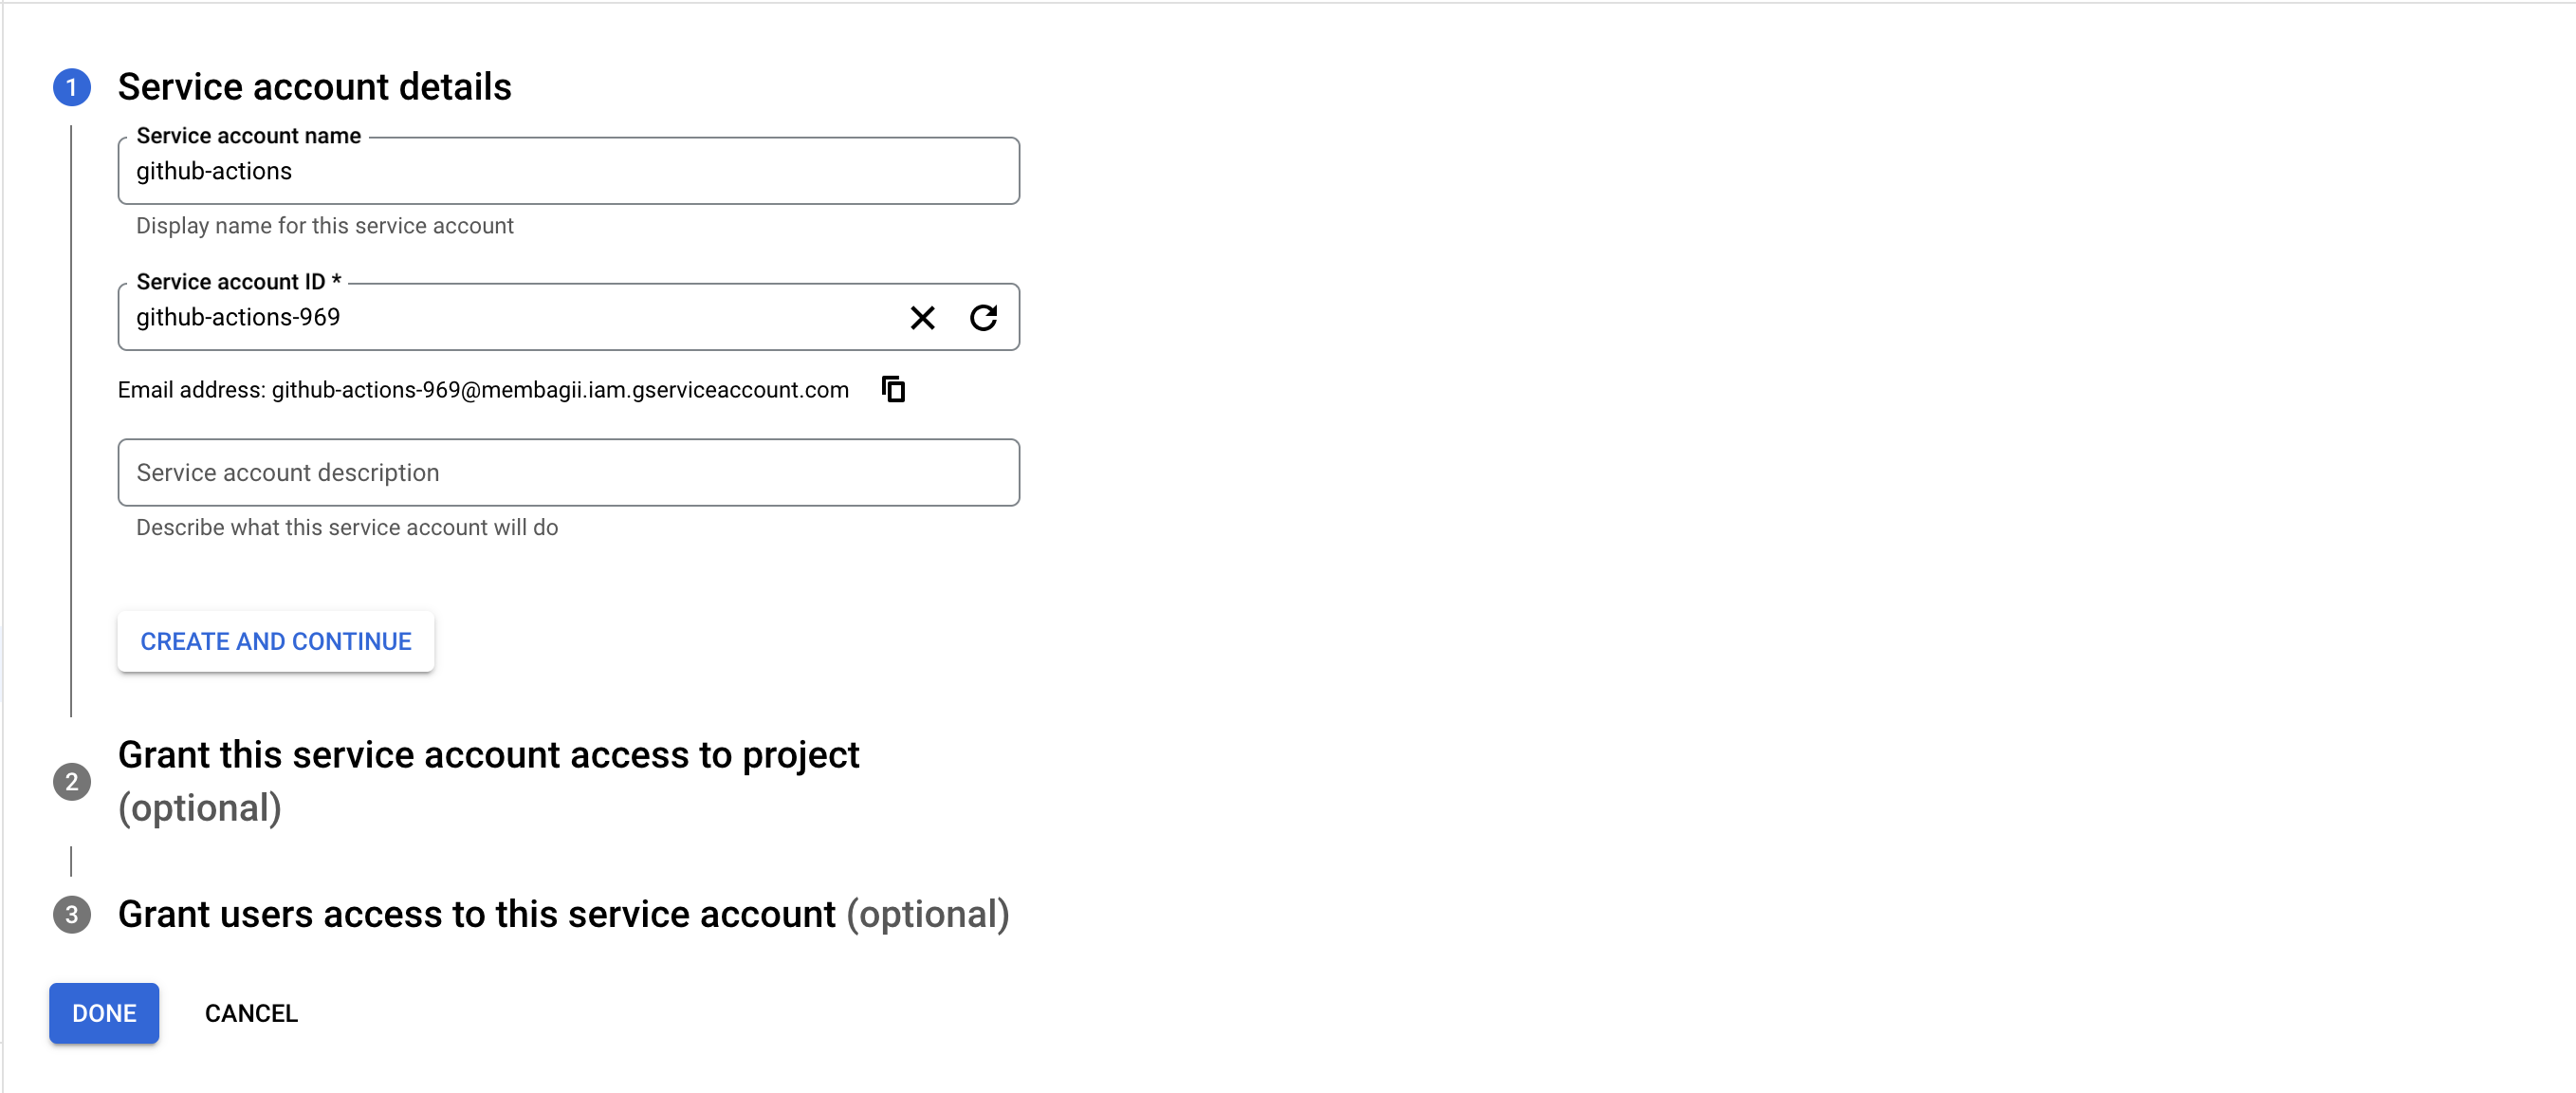 1 Service account details
Service account name
github-actions
Display name for this service account
Service account ID *
github-actions-969
Email address: github-actions-969@membagii.iam.gserviceaccount.com
Service account description
Describe what this service account will do
CREATE AND CONTINUE
2 Grant this service account access to project
(optional)
3 Grant users access to this service account (optional)
DONE CANCEL